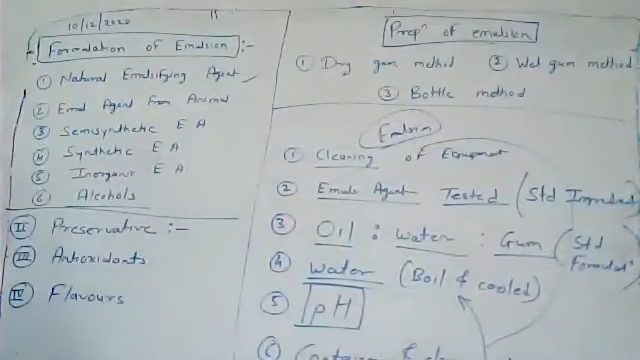 10/12/2020
Formulation of Emulsion :-
① Natural Emulsifying Agent
② Emul Agent From Animal
③ Semisynthetic E A
④ Synthetic E A
⑤ Inorganic E A
⑥ Alcohols
II Preservative :-
III Antioxidants
IV Flavours
Prepⁿ of emulsion
① Dry gum method ② Wet gum method
③ Bottle method
Emulsion
① Cleaning of Equipment
② Emuls Agent Tested (Std
③ Oil : Water : Gum (Std
④ Water (Boil & cooled)
⑤ pH
⑥